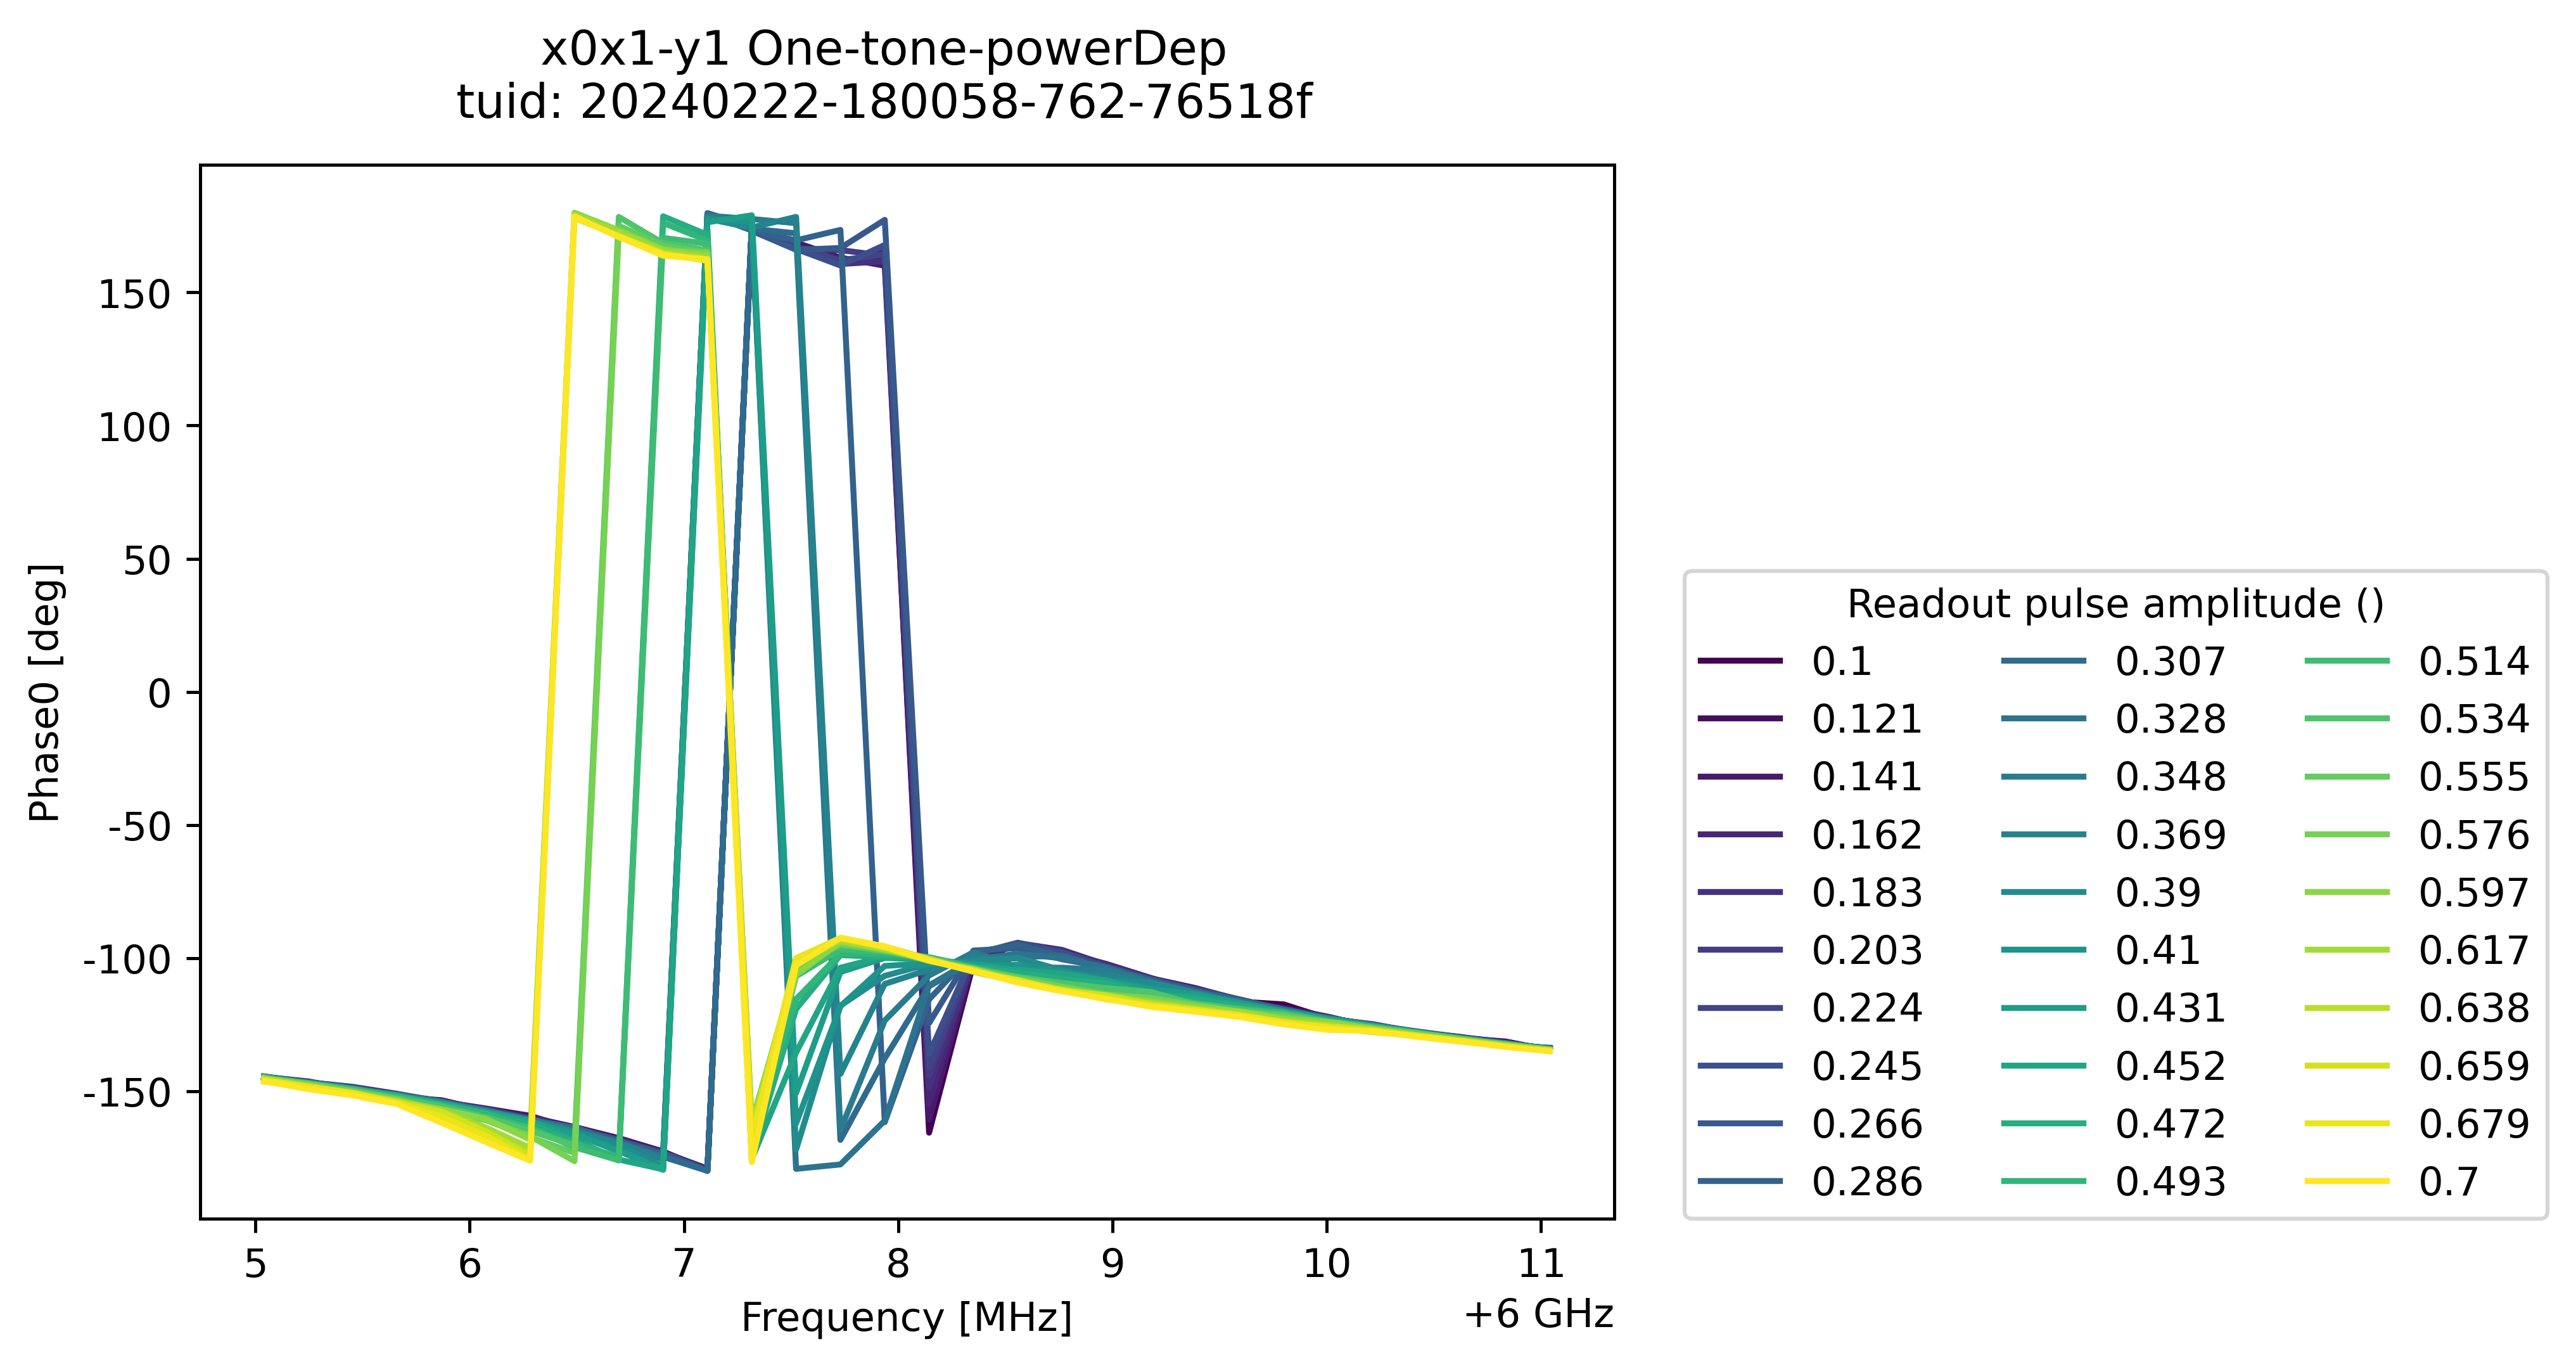 x0x1-y1 One-tone-powerDep
tuid: 20240222-180058-762-76518f
Phase0 [deg]
150
100
50
0
-50
-100
-150
5 6 7 8 9 10 11
Frequency [MHz]
+6 GHz
Readout pulse amplitude ()
0.1 0.307 0.514
0.121 0.328 0.534
0.141 0.348 0.555
0.162 0.369 0.576
0.183 0.39 0.597
0.203 0.41 0.617
0.224 0.431 0.638
0.245 0.452 0.659
0.266 0.472 0.679
0.286 0.493 0.7